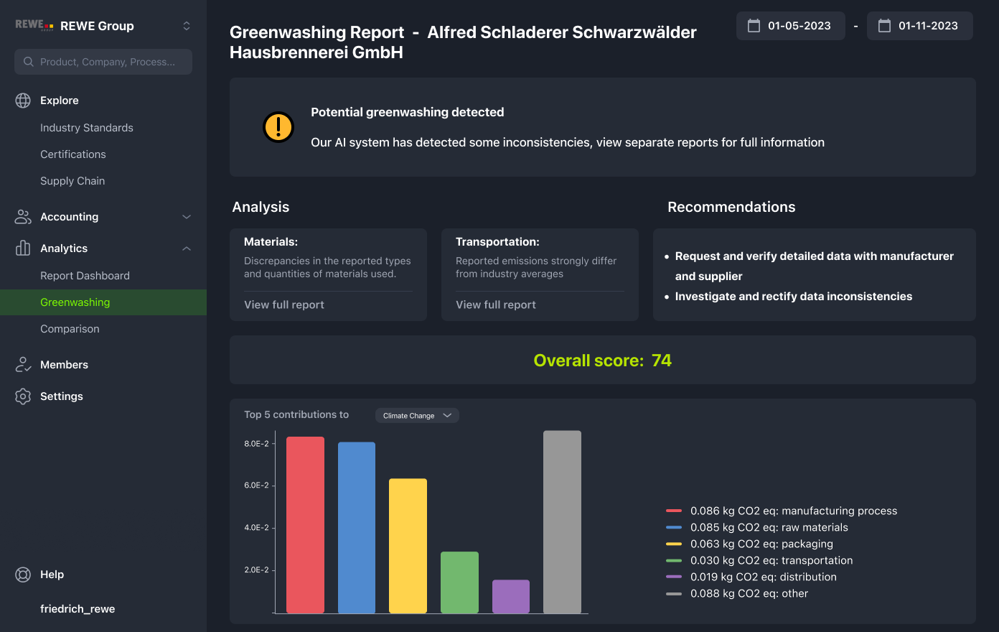 REWE
REWE Group
Product, Company, Process...
Explore
Industry Standards
Certifications
Supply Chain
Accounting
Analytics
Report Dashboard
Greenwashing
Comparison
Members
Settings
Help
friedrich_rewe
Greenwashing Report - Alfred Schladerer Schwarzwälder
Hausbrennerei GmbH
01-05-2023 - 01-11-2023
Potential greenwashing detected
Our AI system has detected some inconsistencies, view separate reports for full information
Analysis
Materials:
Discrepancies in the reported types
and quantities of materials used.
View full report
Transportation:
Reported emissions strongly differ
from industry averages
View full report
Recommendations
• Request and verify detailed data with manufacturer
and supplier
• Investigate and rectify data inconsistencies
Overall score: 74
Top 5 contributions to
Climate Change
8.0E-2
6.0E-2
4.0E-2
2.0E-2
0.086 kg CO2 eq: manufacturing process
0.085 kg CO2 eq: raw materials
0.063 kg CO2 eq: packaging
0.030 kg CO2 eq: transportation
0.019 kg CO2 eq: distribution
0.088 kg CO2 eq: other